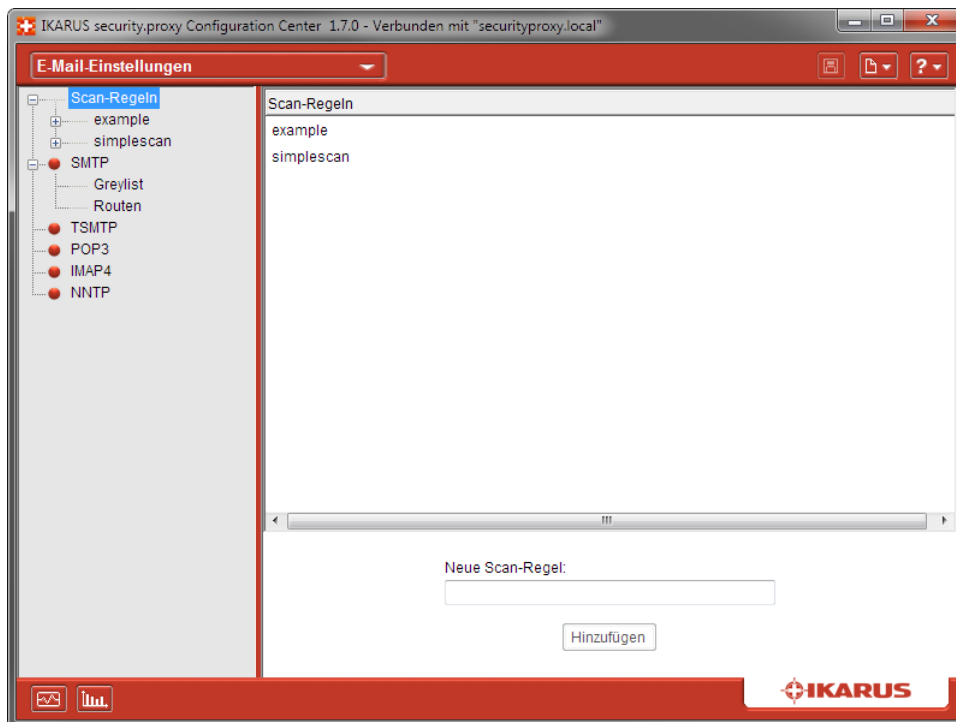 IKARUS security.proxy Configuration Center 1.7.0 - Verbunden mit "securityproxy.local"
E-Mail-Einstellungen
?
Scan-Regeln
example
simplescan
SMTP
Greylist
Routen
TSMTP
POP3
IMAP4
NNTP
Scan-Regeln
example
simplescan
Neue Scan-Regel:
Hinzufügen
IKARUS